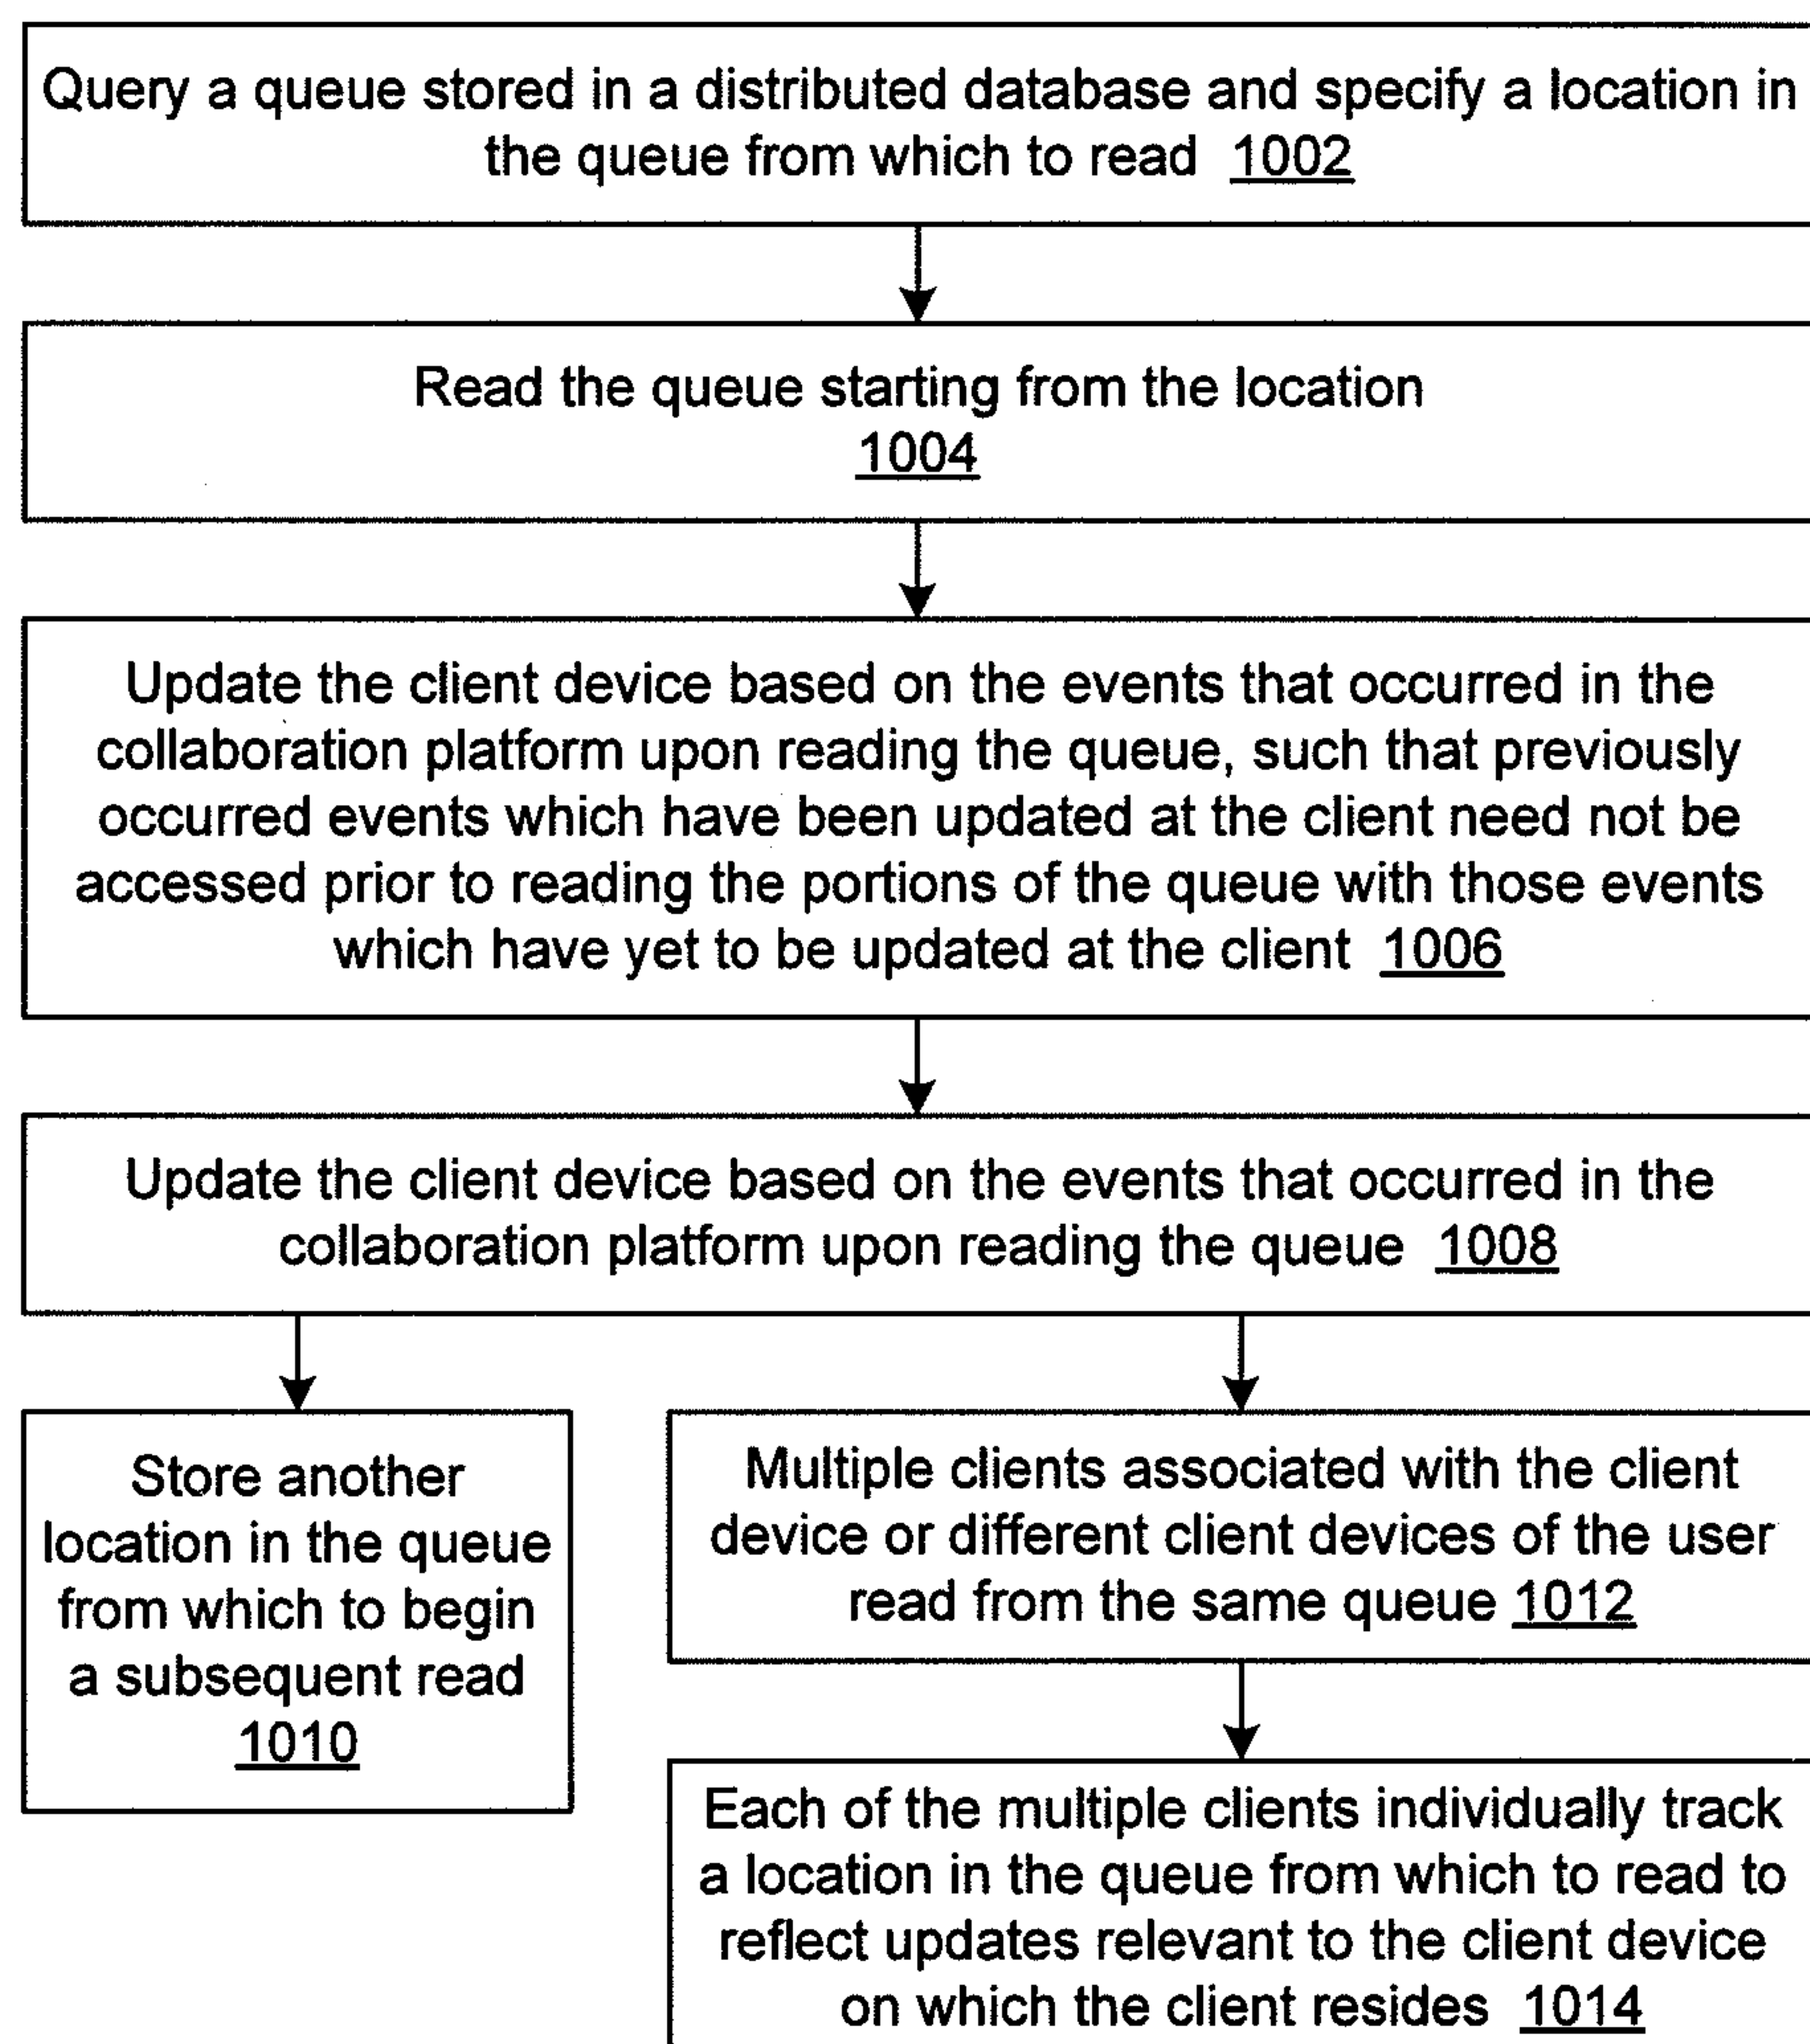 Query a queue stored in a distributed database and specify a location in
the queue from which to read 1002
Read the queue starting from the location
1004
Update the client device based on the events that occurred in the
collaboration platform upon reading the queue, such that previously
occurred events which have been updated at the client need not be
accessed prior to reading the portions of the queue with those events
which have yet to be updated at the client 1006
Update the client device based on the events that occurred in the
collaboration platform upon reading the queue 1008
Store another
location in the queue
from which to begin
a subsequent read
1010
Multiple clients associated with the client
device or different client devices of the user
read from the same queue 1012
Each of the multiple clients individually track
a location in the queue from which to read to
reflect updates relevant to the client device
on which the client resides 1014